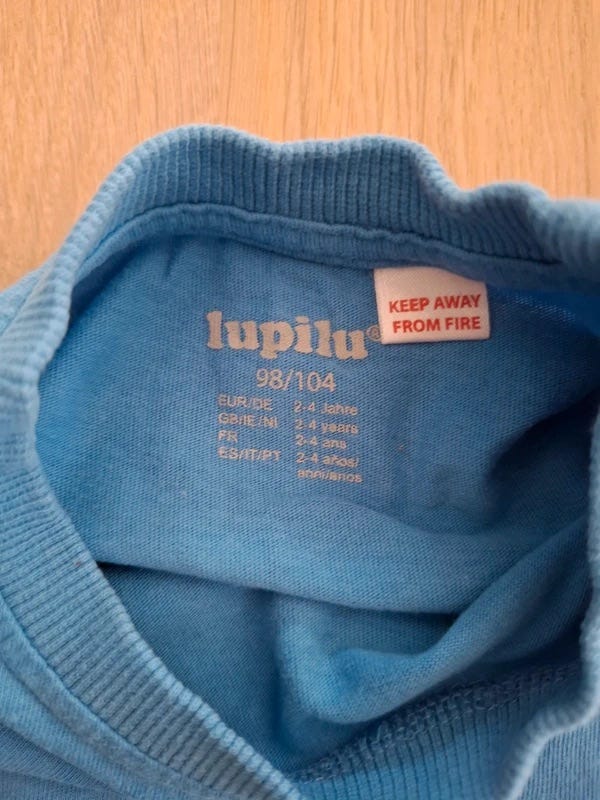 KEEP AWAY
FROM FIRE
lupilu®
98/104
EUR/DE 2-4 Jahre
GB/IE/NI 2-4 years
FR 2-4 ans
ES/IT/PT 2-4 años/
anni/anos